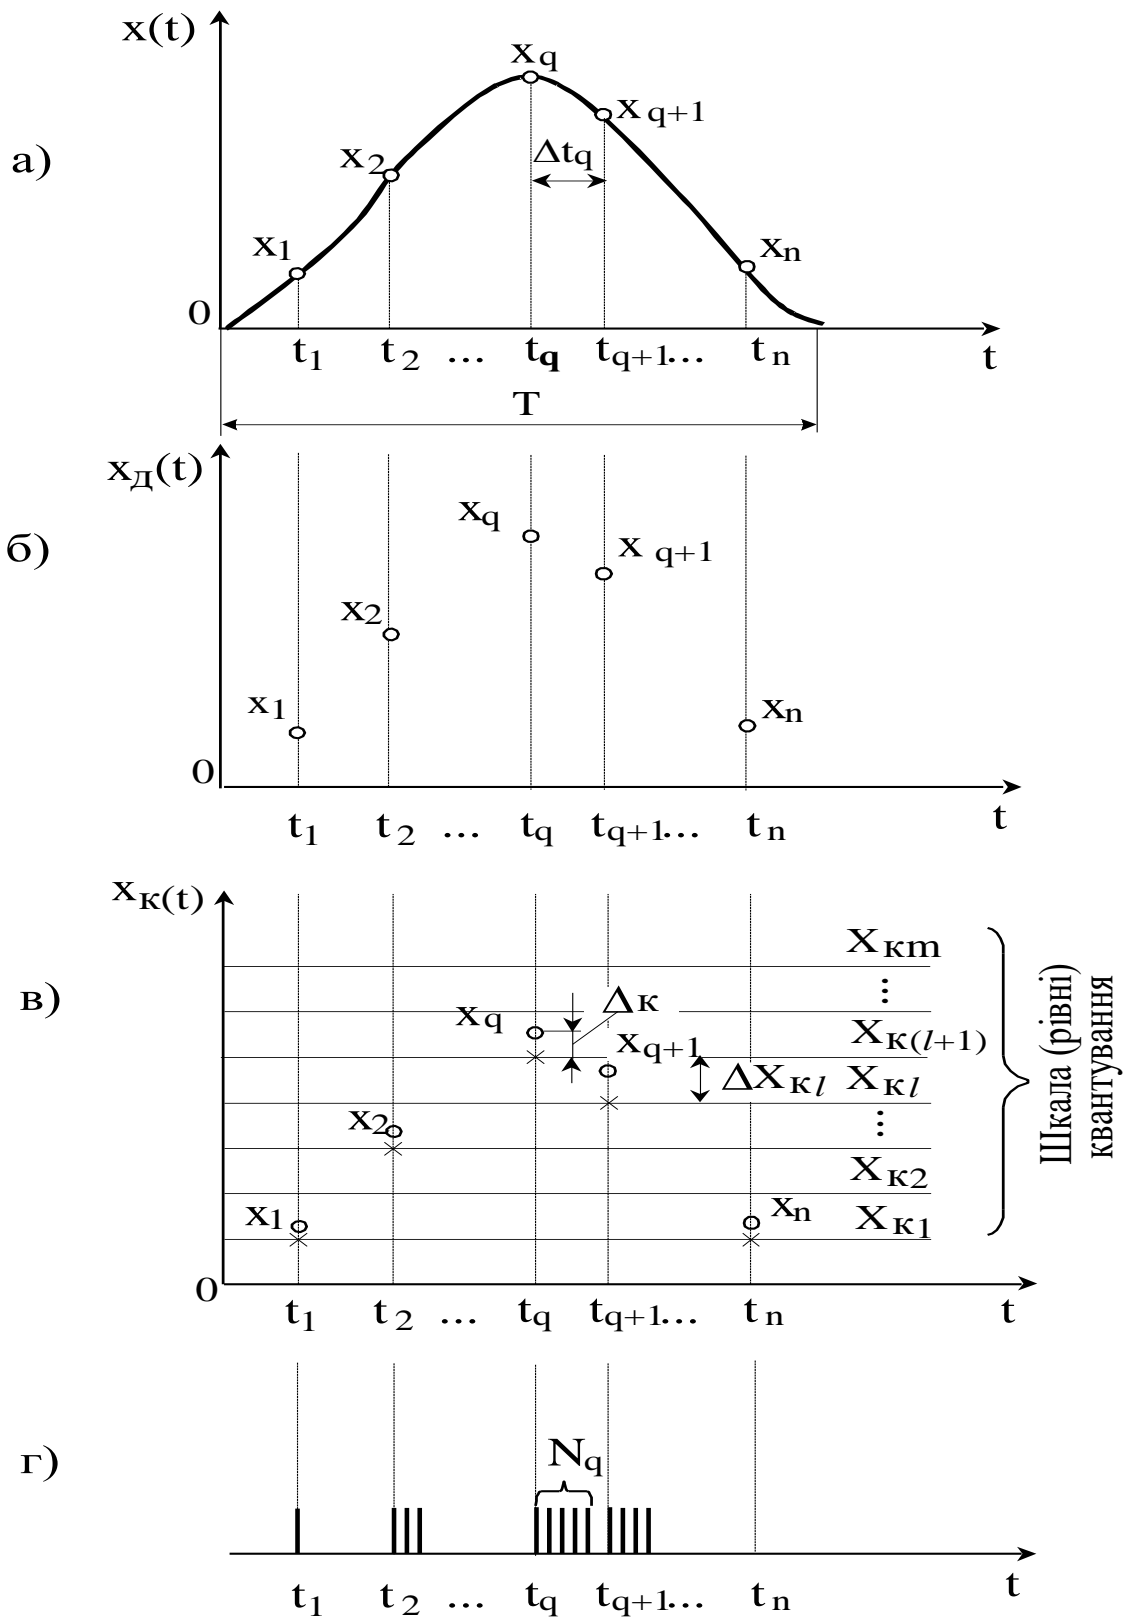 x(t)
xq
x q+1
а)
x2
Δtq
x1
xn
0
t1 t2 ... tq tq+1... tn t
T
xд(t)
xq
x q+1
б)
x2
x1
xn
0
t1 t2 ... tq tq+1... tn t
xк(t)
Xкm
...
в)
Δк
xq
Xк(l+1)
xq+1
ΔXкl Xкl
...
x2
Xк2
x1
xn
Xк1
Шкала (рівні
квантування
)
0
t1 t2 ... tq tq+1... tn t
г)
Nq
t1 t2 ... tq tq+1... tn t